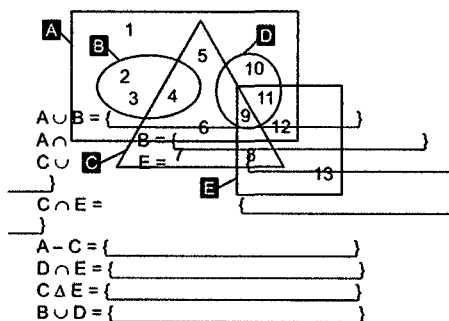 A 1
B 5 D
10
2
3 4 11
9
A ∪ B = {
}
6 12
A ∩ B = {
}
C ∪ E = {
7 8
C
}
E 13
C ∩ E =
{
}
A – C = {
}
D ∩ E = {
}
C Δ E = {
}
B ∪ D = {
}